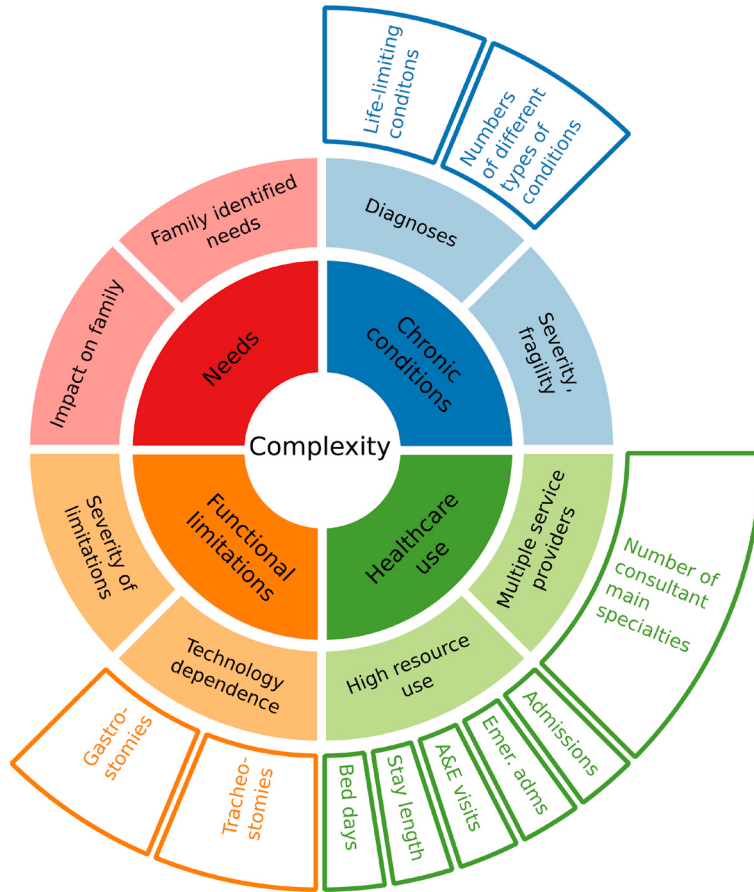 Complexity
Needs
Chronic
conditions
Functional
limitations
Healthcare
use
Family identified
needs
Impact on family
Diagnoses
Severity,
fragility
Severity of
limitations
Technology
dependence
High resource
use
Multiple service
providers
Life-limiting
conditons
Numbers
of different
types of
conditions
Number of
consultant
main
specialties
Admissions
Emer. adms
A&E visits
Stay length
Bed days
Tracheo-
stomies
Gastro-
stomies